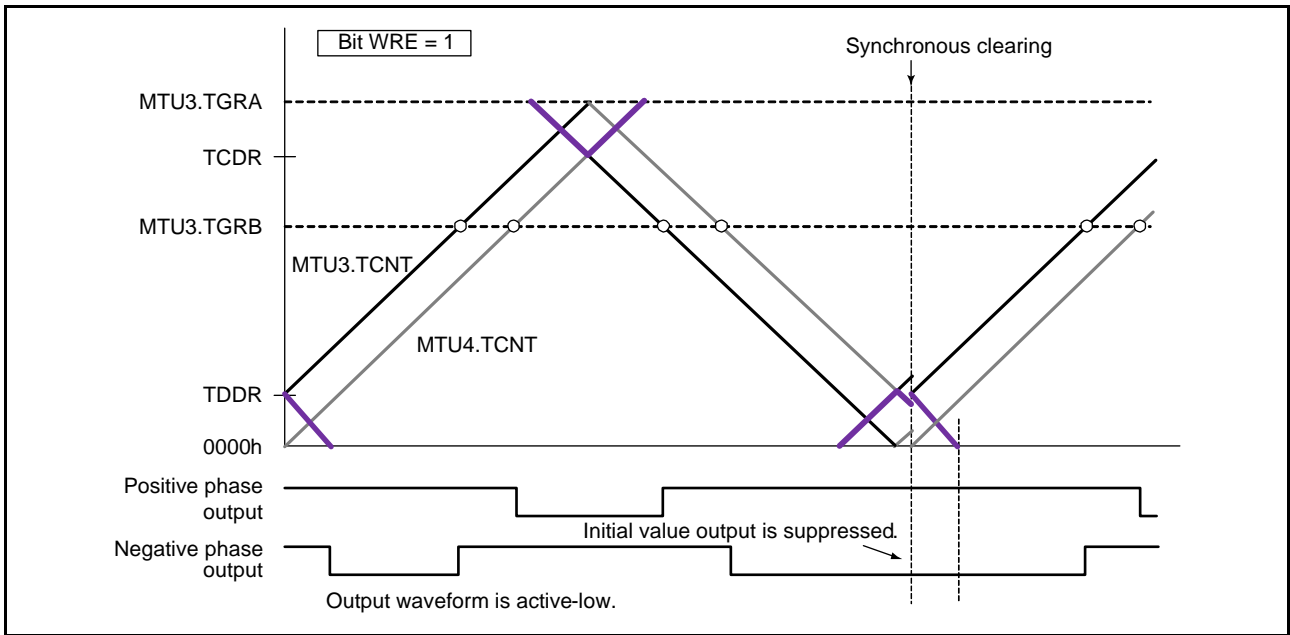 Bit WRE = 1
Synchronous clearing
MTU3.TGRA
TCDR
MTU3.TGRB
MTU3.TCNT
MTU4.TCNT
TDDR
0000h
Positive phase
output
Initial value output is suppressed.
Negative phase
output
Output waveform is active-low.